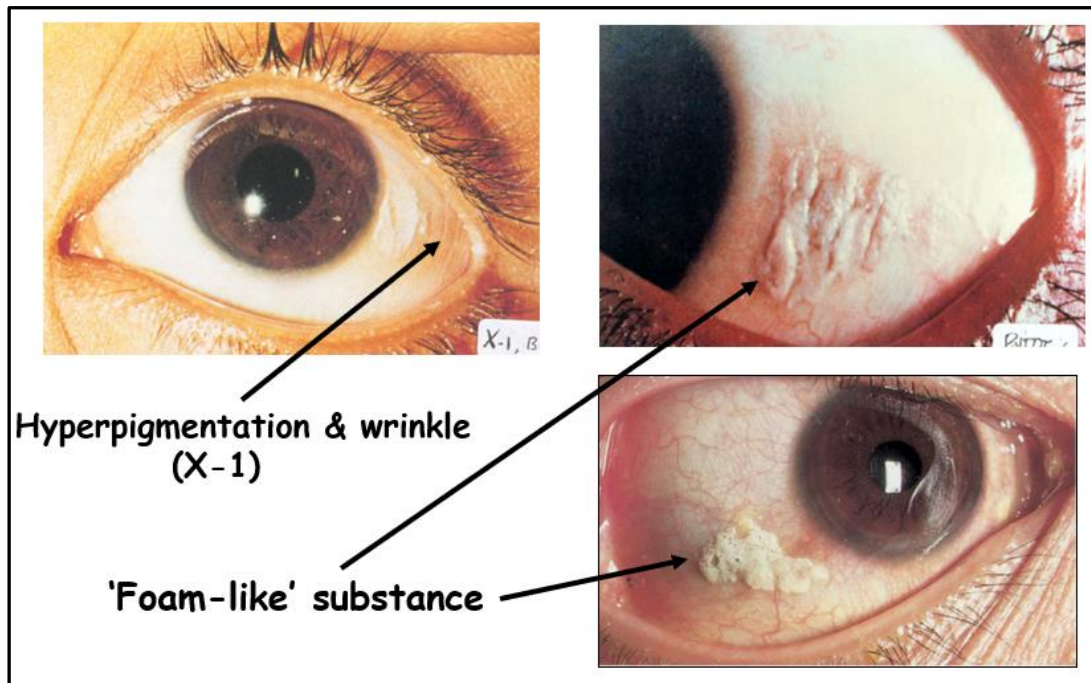 X-1, B
Hyperpigmentation & wrinkle
(X-1)
'Foam-like' substance